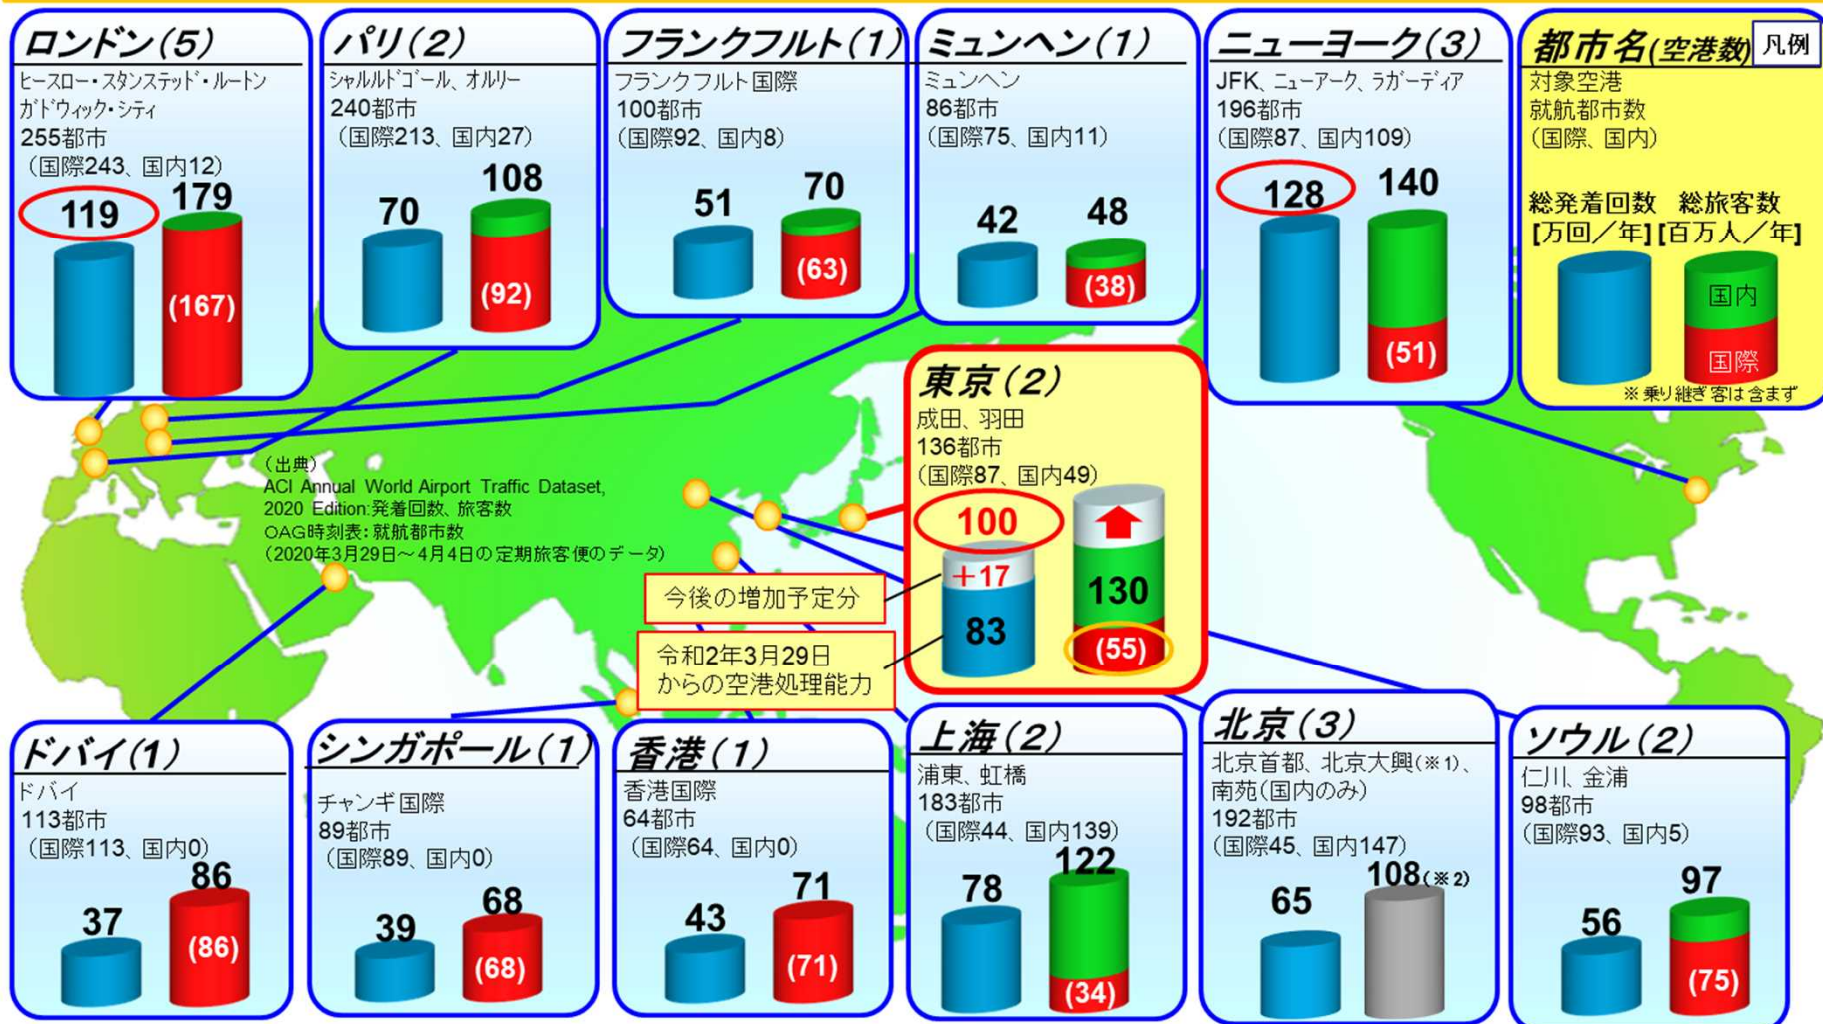 ロンドン(5)
ヒースロー・スタンステッド・ルートン
ガトウィック・シティ
255都市
(国際243、国内12)
119
179
(167)
パリ(2)
シャルルドゴール、オルリー
240都市
(国際213、国内27)
70
108
(92)
フランクフルト(1)
フランクフルト国際
100都市
(国際92、国内8)
51
70
(63)
ミュンヘン(1)
ミュンヘン
86都市
(国際75、国内11)
42
48
(38)
ニューヨーク(3)
JFK、ニューアーク、ラガーディア
196都市
(国際87、国内109)
128
140
(51)
都市名(空港数)
凡例
対象空港
就航都市数
(国際、国内)
総発着回数 総旅客数
[万回/年][百万人/年]
国内
国際
※乗り継ぎ客は含まず
(出典)
ACI Annual World Airport Traffic Dataset,
2020 Edition:発着回数、旅客数
OAG時刻表:就航都市数
(2020年3月29日~4月4日の定期旅客便のデータ)
東京(2)
成田、羽田
136都市
(国際87、国内49)
100
+17
83
130
(55)
今後の増加予定分
令和2年3月29日
からの空港処理能力
ドバイ(1)
ドバイ
113都市
(国際113、国内0)
37
86
(86)
シンガポール(1)
チャンギ国際
89都市
(国際89、国内0)
39
68
(68)
香港(1)
香港国際
64都市
(国際64、国内0)
43
71
(71)
上海(2)
浦東、虹橋
183都市
(国際44、国内139)
78
122
(34)
北京(3)
北京首都、北京大興(※1)、
南苑(国内のみ)
192都市
(国際45、国内147)
65
108(※2)
ソウル(2)
仁川、金浦
98都市
(国際93、国内5)
56
97
(75)